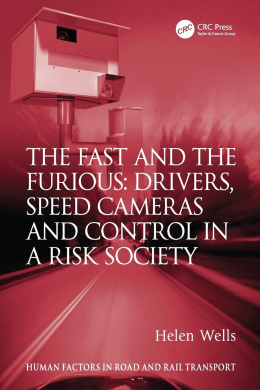 CRC Press
Taylor & Francis Group
THE FAST AND THE
FURIOUS: DRIVERS,
SPEED CAMERAS
AND CONTROL IN
A RISK SOCIETY
Helen Wells
HUMAN FACTORS IN ROAD AND RAIL TRANSPORT